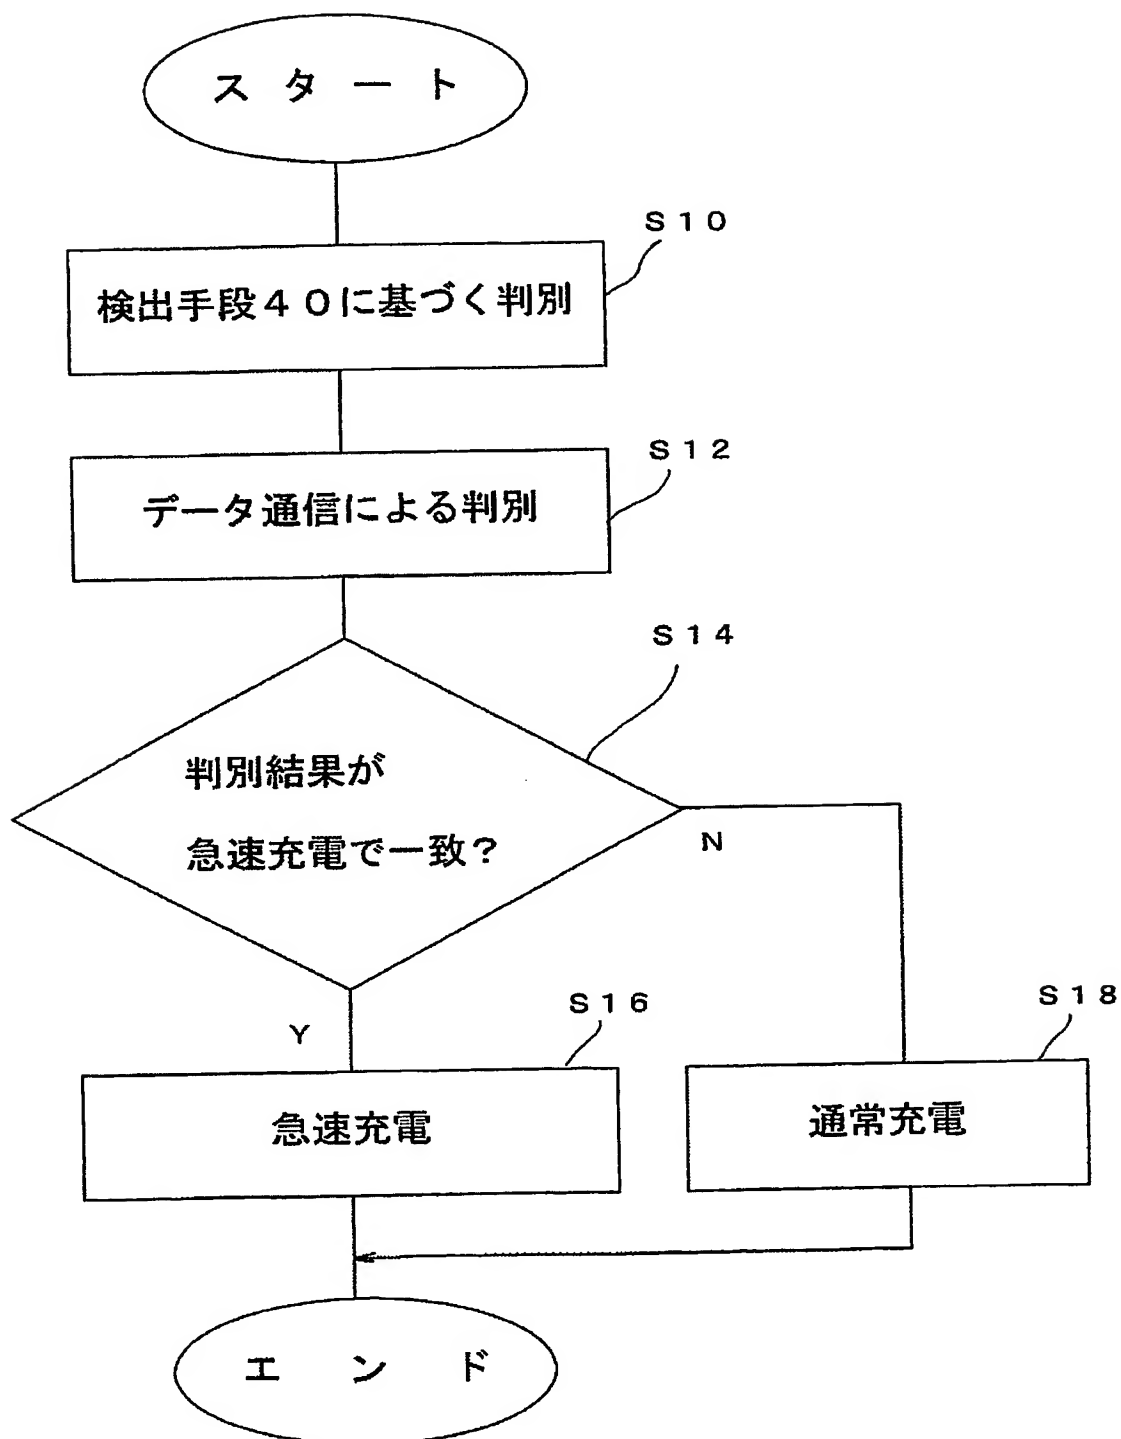 スタート
S10
検出手段40に基づく判別
S12
データ通信による判別
S14
判別結果が
急速充電で一致?
N
Y
S16
急速充電
S18
通常充電
エンド